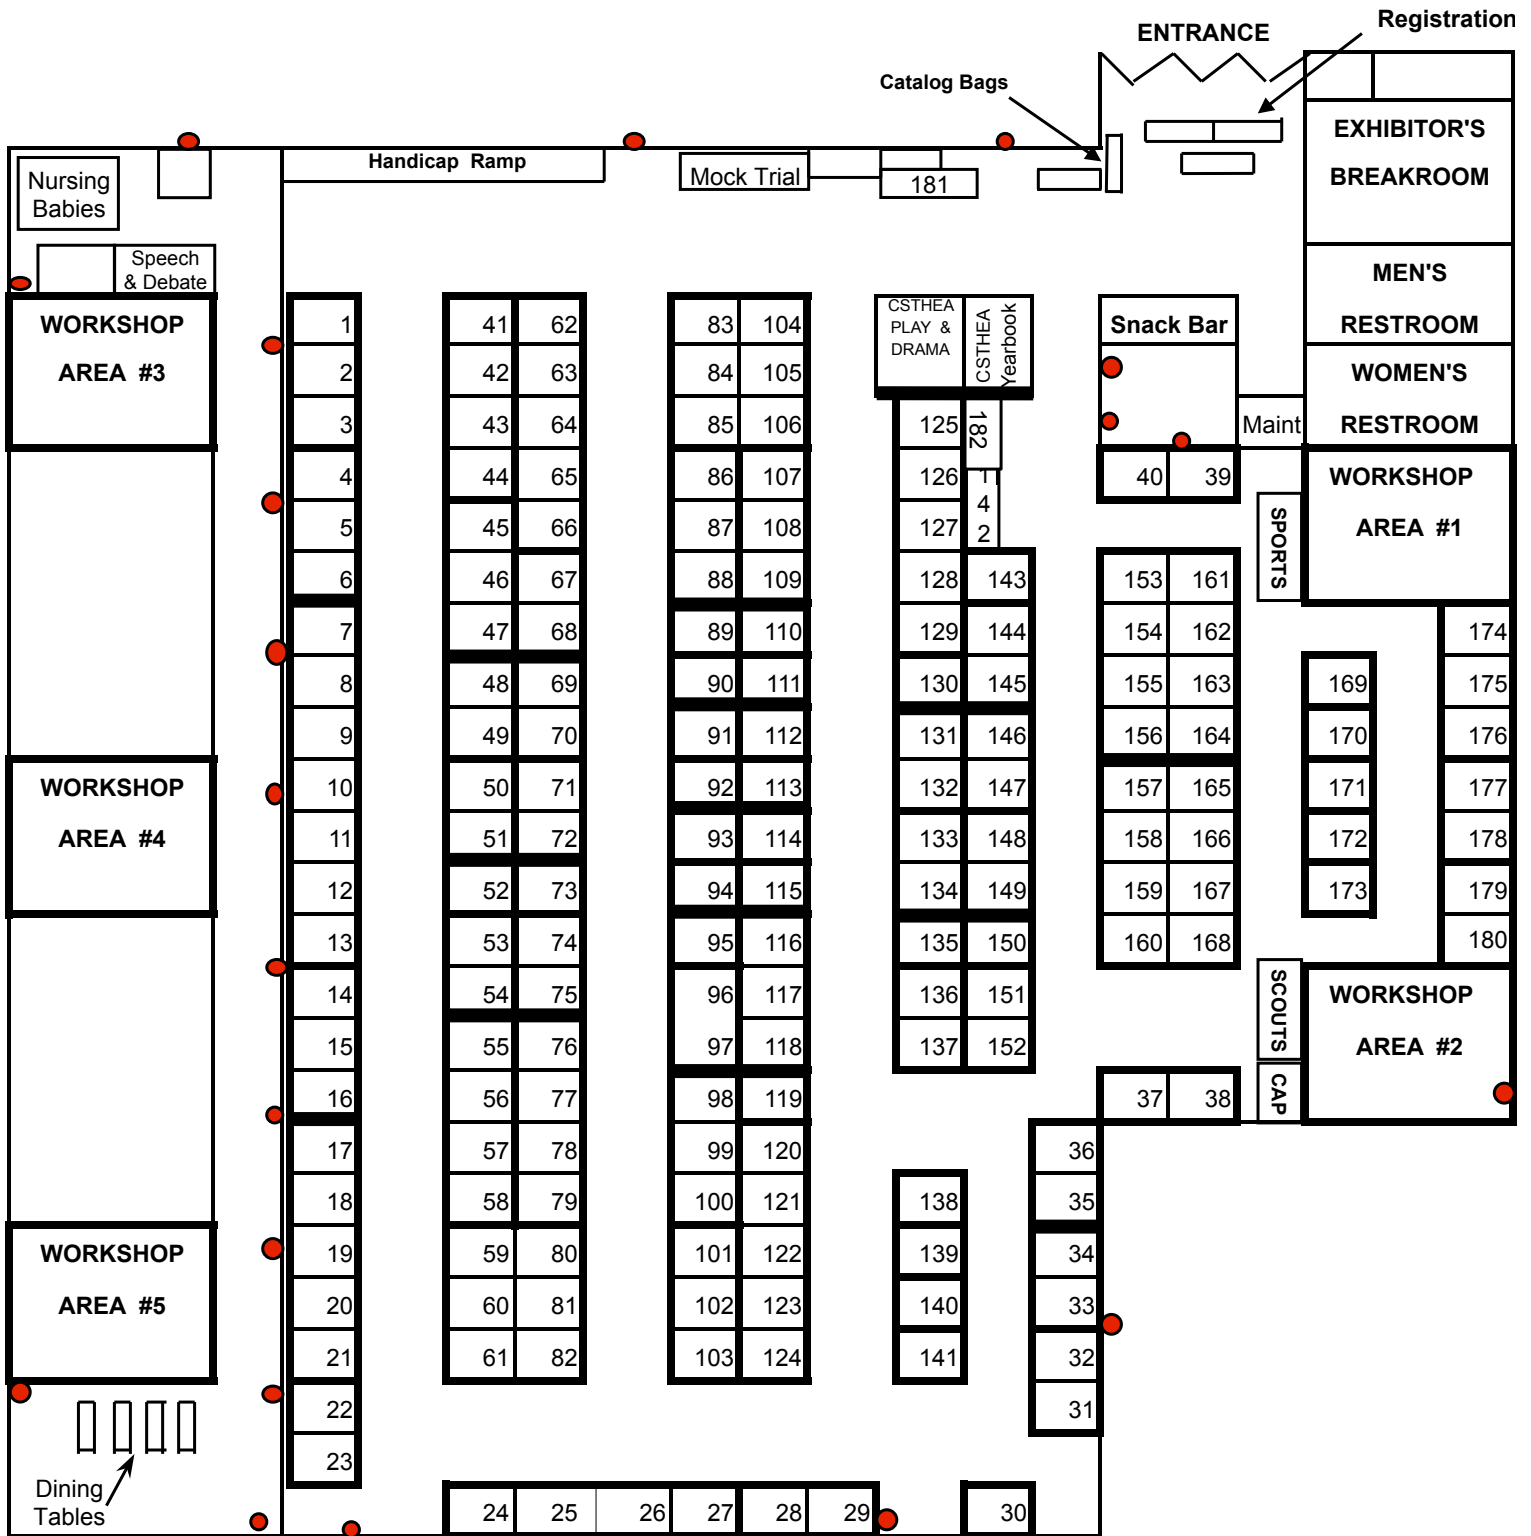 Registration
ENTRANCE
Catalog Bags
EXHIBITOR'S
BREAKROOM
Handicap Ramp
Mock Trial
181
Nursing
Babies
Speech
& Debate
MEN'S
RESTROOM
WOMEN'S
RESTROOM
Snack Bar
Maint
CSTHEA
PLAY &
DRAMA
CSTHEA
Yearbook
WORKSHOP
AREA #3
WORKSHOP
AREA #4
WORKSHOP
AREA #5
Dining
Tables
1
2
3
4
5
6
7
8
9
10
11
12
13
14
15
16
17
18
19
20
21
22
23
41 62
42 63
43 64
44 65
45 66
46 67
47 68
48 69
49 70
50 71
51 72
52 73
53 74
54 75
55 76
56 77
57 78
58 79
59 80
60 81
61 82
83 104
84 105
85 106
86 107
87 108
88 109
89 110
90 111
91 112
92 113
93 114
94 115
95 116
96 117
97 118
98 119
99 120
100 121
101 122
102 123
103 124
125 182
126 1
4
127 2
128 143
129 144
130 145
131 146
132 147
133 148
134 149
135 150
136 151
137 152
138
139
140
141
40 39
153 161
154 162
155 163
156 164
157 165
158 166
159 167
160 168
37 38
36
35
34
33
32
31
24 25 26 27 28 29 30
SPORTS
SCOUTS
CAP
WORKSHOP
AREA #1
169
170
171
172
173
174
175
176
177
178
179
180
WORKSHOP
AREA #2